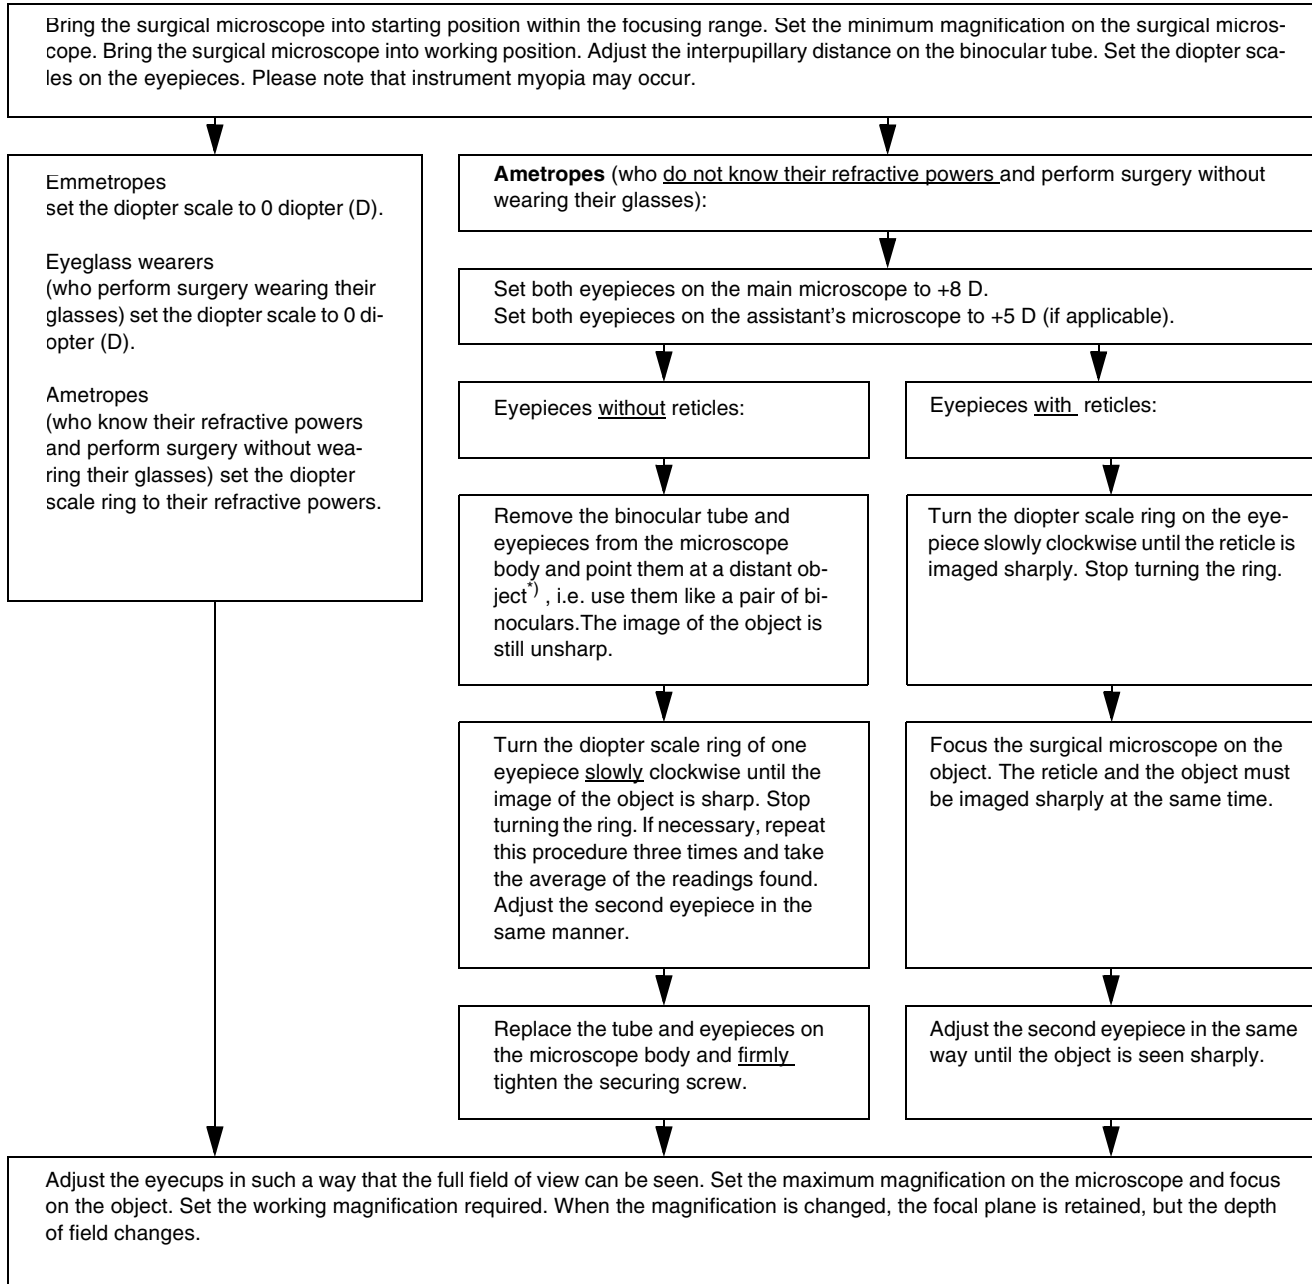 Bring the surgical microscope into starting position within the focusing range. Set the minimum magnification on the surgical micros-
cope. Bring the surgical microscope into working position. Adjust the interpupillary distance on the binocular tube. Set the diopter sca-
les on the eyepieces. Please note that instrument myopia may occur.
Emmetropes
set the diopter scale to 0 diopter (D).
Eyeglass wearers
(who perform surgery wearing their
glasses) set the diopter scale to 0 di-
opter (D).
Ametropes
(who know their refractive powers
and perform surgery without wea-
ring their glasses) set the diopter
scale ring to their refractive powers.
Ametropes (who do not know their refractive powers and perform surgery without
wearing their glasses):
Set both eyepieces on the main microscope to +8 D.
Set both eyepieces on the assistant's microscope to +5 D (if applicable).
Eyepieces without reticles:
Remove the binocular tube and
eyepieces from the microscope
body and point them at a distant ob-
ject*) , i.e. use them like a pair of bi-
noculars.The image of the object is
still unsharp.
Turn the diopter scale ring of one
eyepiece slowly clockwise until the
image of the object is sharp. Stop
turning the ring. If necessary, repeat
this procedure three times and take
the average of the readings found.
Adjust the second eyepiece in the
same manner.
Replace the tube and eyepieces on
the microscope body and firmly
tighten the securing screw.
Eyepieces with reticles:
Turn the diopter scale ring on the eye-
piece slowly clockwise until the reticle is
imaged sharply. Stop turning the ring.
Focus the surgical microscope on the
object. The reticle and the object must
be imaged sharply at the same time.
Adjust the second eyepiece in the same
way until the object is seen sharply.
Adjust the eyecups in such a way that the full field of view can be seen. Set the maximum magnification on the microscope and focus
on the object. Set the working magnification required. When the magnification is changed, the focal plane is retained, but the depth
of field changes.